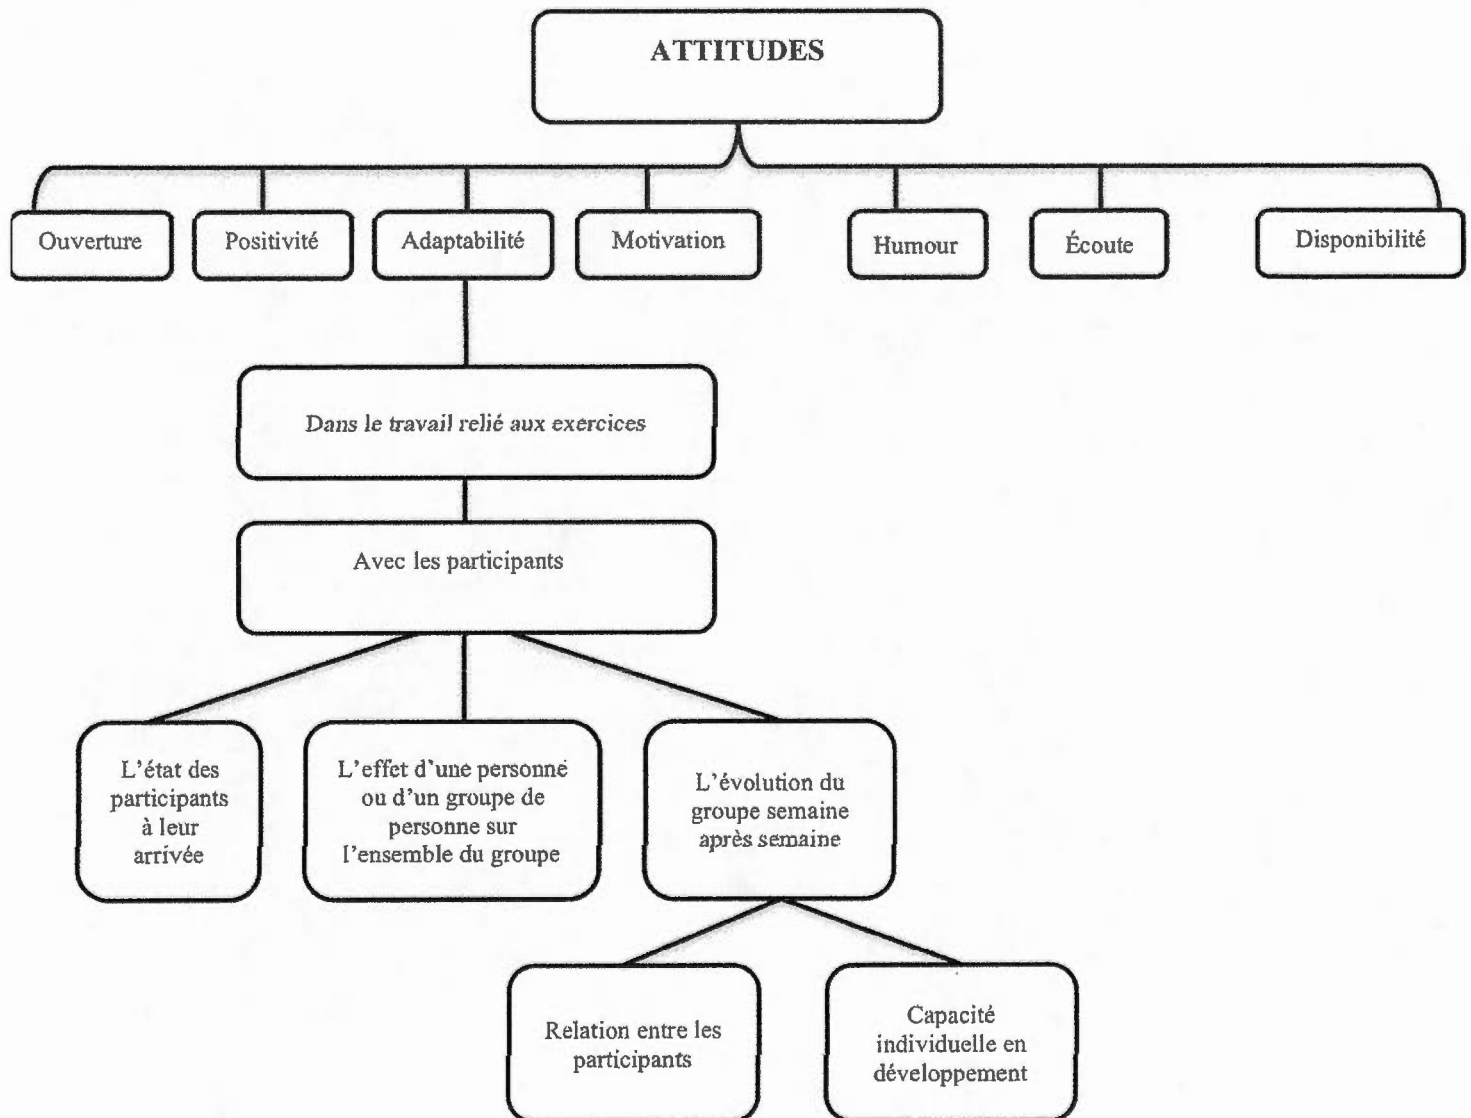 ATTITUDES
Ouverture
Positivité
Adaptabilité
Motivation
Humour
Écoute
Disponibilité
Dans le travail relié aux exercices
Avec les participants
L'état des
participants
à leur
arrivée
L'effet d'une personne
ou d'un groupe de
personne sur
l'ensemble du groupe
L'évolution du
groupe semaine
après semaine
Relation entre les
participants
Capacité
individuelle en
développement